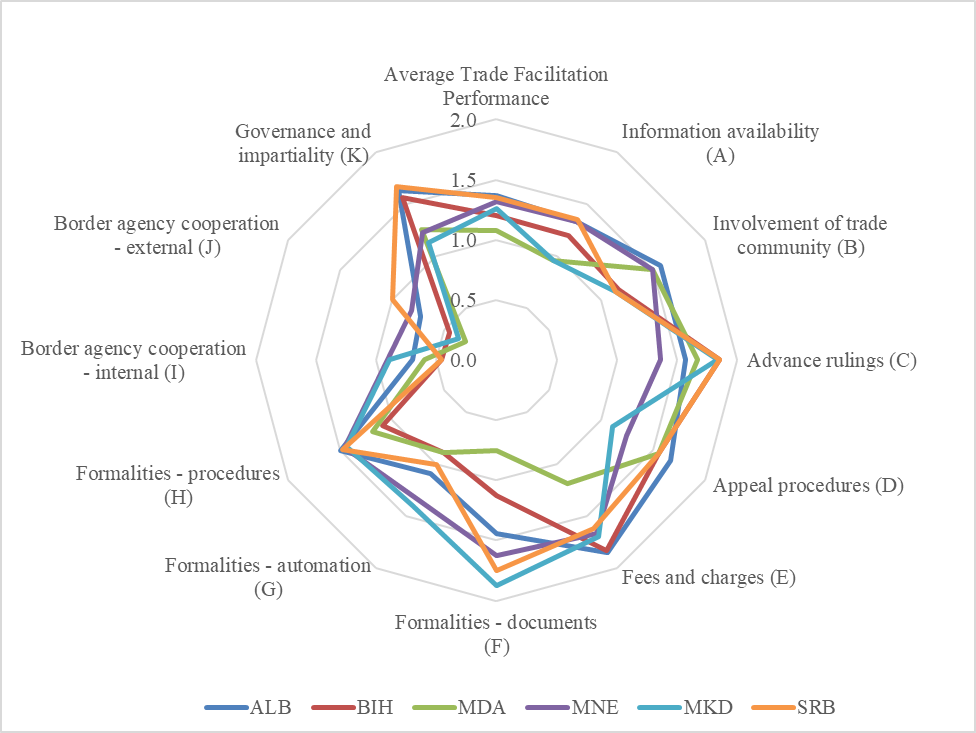 Average Trade Facilitation
Performance
2.0
Governance and
impartiality (K)
Information availability
(A)
1.5
Border agency cooperation
- external (J)
Involvement of trade
community (B)
1.0
0.5
Border agency cooperation
- internal (I)
0.0
Advance rulings (C)
Formalities - procedures
(H)
Appeal procedures (D)
Formalities - automation
(G)
Fees and charges (E)
Formalities - documents
(F)
ALB BIH MDA MNE MKD SRB